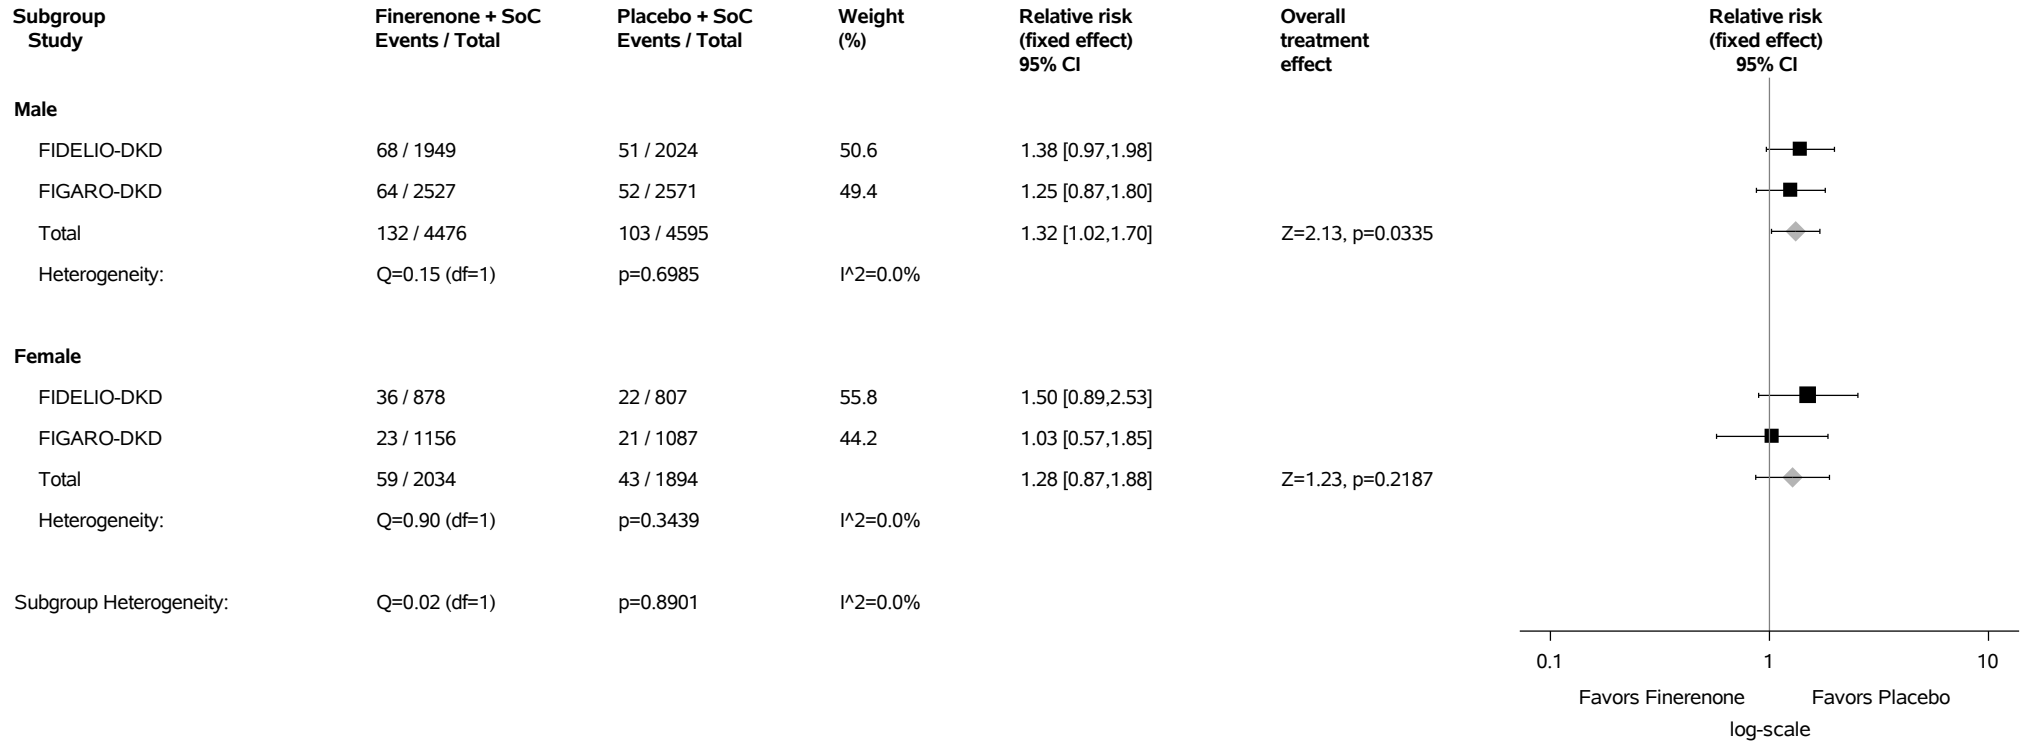 Subgroup Finerenone + SoC Placebo + SoC Weight Relative risk Overall Relative risk
Study Events / Total Events / Total (%) (fixed effect) treatment (fixed effect)
95% CI effect 95% CI
Male
FIDELIO-DKD 68 / 1949 51 / 2024 50.6 1.38 [0.97,1.98]
FIGARO-DKD 64 / 2527 52 / 2571 49.4 1.25 [0.87,1.80]
Total 132 / 4476 103 / 4595 1.32 [1.02,1.70] Z=2.13, p=0.0335
Heterogeneity: Q=0.15 (df=1) p=0.6985 I^2=0.0%
Female
FIDELIO-DKD 36 / 878 22 / 807 55.8 1.50 [0.89,2.53]
FIGARO-DKD 23 / 1156 21 / 1087 44.2 1.03 [0.57,1.85]
Total 59 / 2034 43 / 1894 1.28 [0.87,1.88] Z=1.23, p=0.2187
Heterogeneity: Q=0.90 (df=1) p=0.3439 I^2=0.0%
Subgroup Heterogeneity: Q=0.02 (df=1) p=0.8901 I^2=0.0%
0.1 1 10
Favors Finerenone Favors Placebo
log-scale